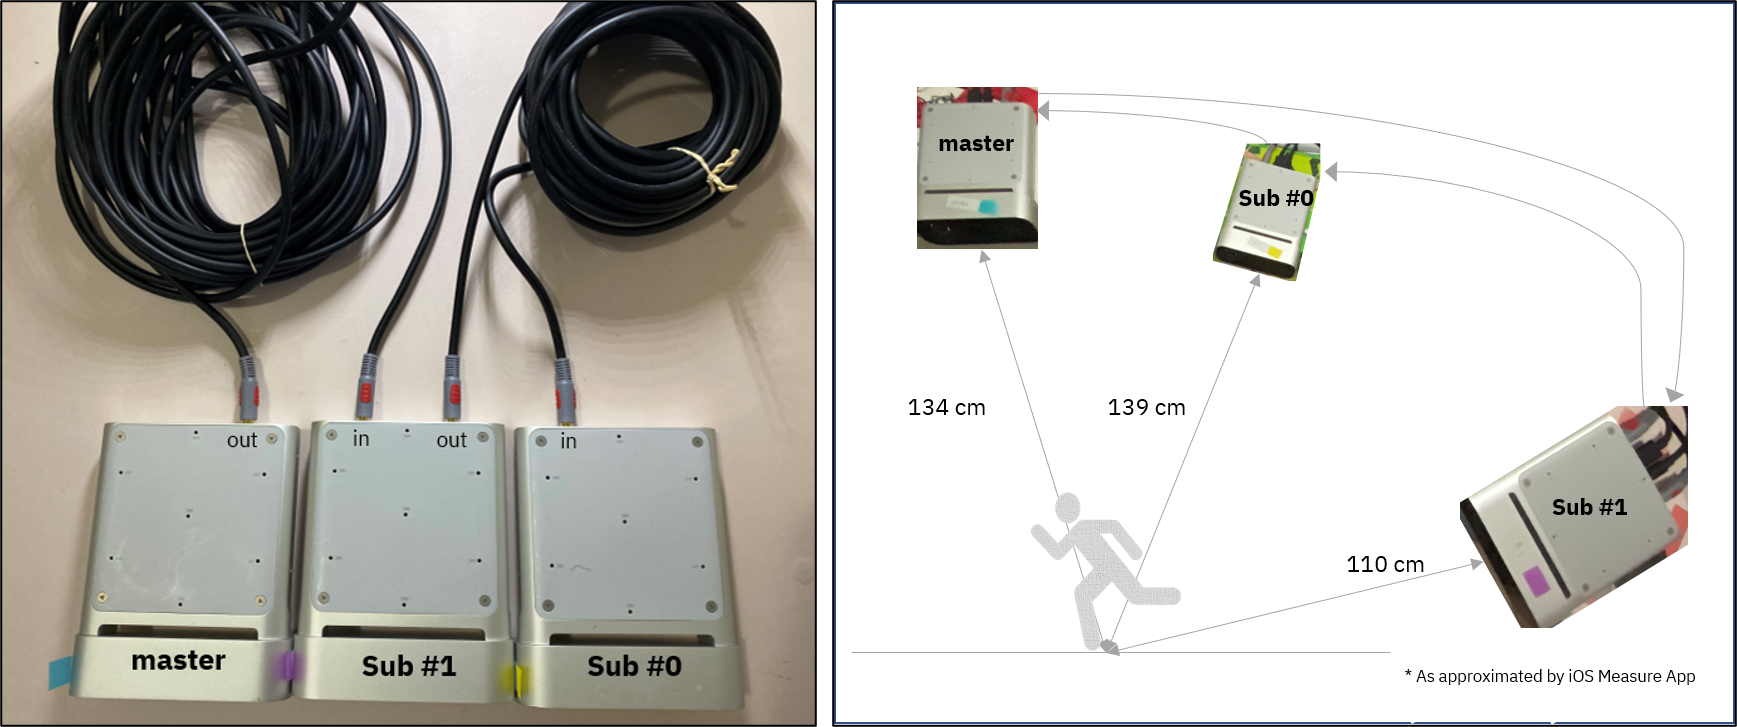 out
in
out
in
master
Sub #1
Sub #0
master
Sub #0
134 cm
139 cm
Sub #1
110 cm
* As approximated by iOS Measure App